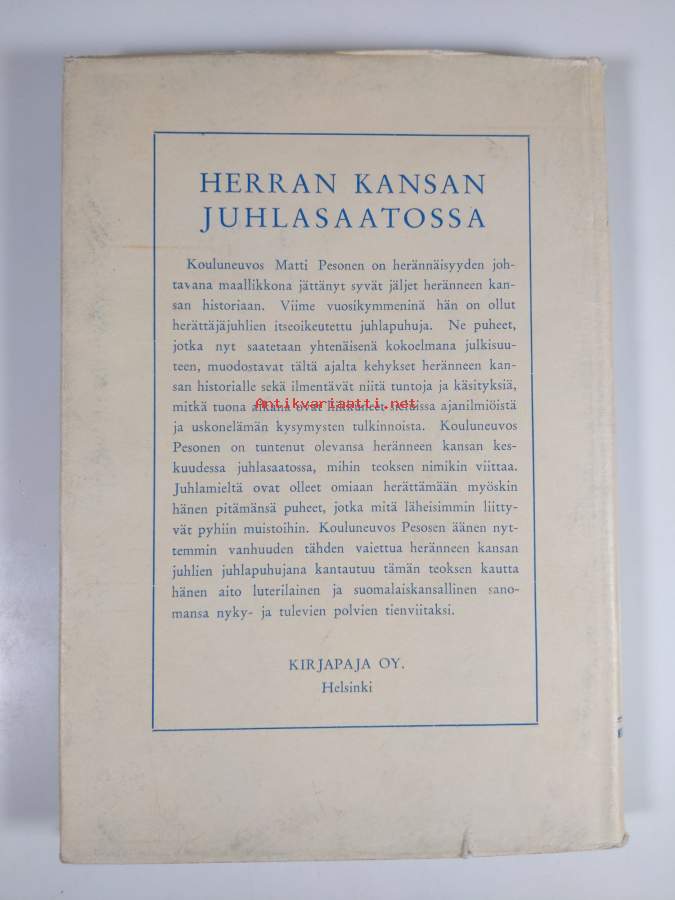 HERRAN KANSAN
JUHLASAATOSSA
Kouluneuvos Matti Pesonen on herännäisyyden joh-
tavana maallikkona jättänyt syvät jäljet heränneen kan-
san historiaan. Viime vuosikymmeninä hän on ollut
herättäjäjuhlien itseoikeutettu juhlapuhuja. Ne puheet,
jotka nyt saatetaan yhtenäisenä kokoelmana julkisuu-
teen, muodostavat tältä ajalta kehykset heränneen kan-
san historialle sekä ilmentävät niitä tuntoja ja käsityksiä,
mitkä tuona aikana ovat liikkuneet sieluissa ajanilmiöistä
antikvariaatti.net
ja uskonelämän kysymysten tulkinnoista. Kouluneuvos
Pesonen on tuntenut olevansa heränneen kansan kes-
kuudessa juhlasaatossa, mihin teoksen nimikin viittaa.
Juhlamieltä ovat olleet omiaan herättämään myöskin
hänen pitämänsä puheet, jotka mitä läheisimmin liitty-
vät pyhiin muistoihin. Kouluneuvos Pesosen äänen nyt-
temmin vanhuuden tähden vaiettua heränneen kansan
juhlien juhlapuhujana kantautuu tämän teoksen kautta
hänen aito luterilainen ja suomalaiskansallinen sano-
mansa nyky- ja tulevien polvien tienviitaksi.
KIRJAPAJA OY.
Helsinki